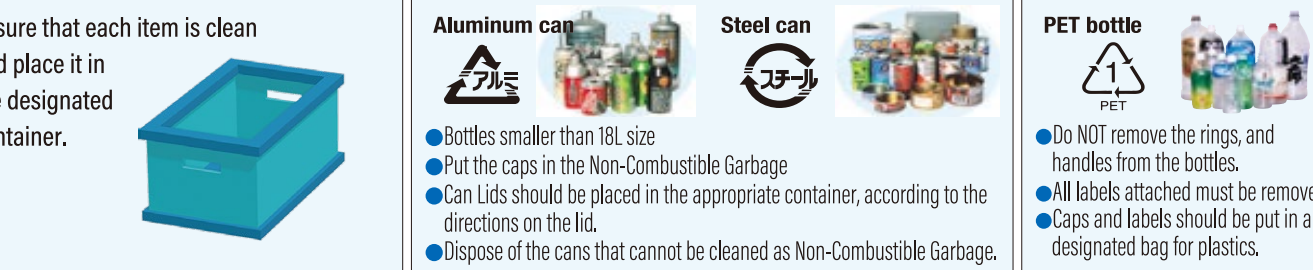 sure that each item is clean
place it in
designated
container.
Aluminum can
アルミ
Steel can
スチール
●Bottles smaller than 18L size
●Put the caps in the Non-Combustible Garbage
●Can Lids should be placed in the appropriate container, according to the
directions on the lid.
●Dispose of the cans that cannot be cleaned as Non-Combustible Garbage.
PET bottle
1
PET
●Do NOT remove the rings, and
handles from the bottles.
●All labels attached must be remove
●Caps and labels should be put in a
designated bag for plastics.